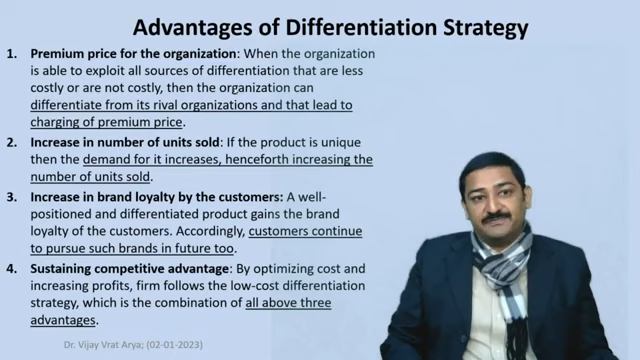 Advantages of Differentiation Strategy
1. Premium price for the organization: When the organization
is able to exploit all sources of differentiation that are less
costly or are not costly, then the organization can
differentiate from its rival organizations and that lead to
charging of premium price.
2. Increase in number of units sold: If the product is unique
then the demand for it increases, henceforth increasing the
number of units sold.
3. Increase in brand loyalty by the customers: A well-
positioned and differentiated product gains the brand
loyalty of the customers. Accordingly, customers continue
to pursue such brands in future too.
4. Sustaining competitive advantage: By optimizing cost and
increasing profits, firm follows the low-cost differentiation
strategy, which is the combination of all above three
advantages.
Dr. Vijay Vrat Arya; (02-01-2023)